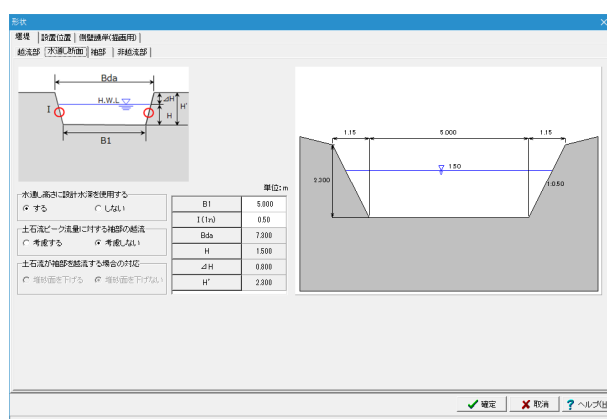 形状
堰堤 設置位置 側壁護岸(描画用)
越流部 水通し断面 袖部 非越流部
Bda
H.W.L ▽
⊿H
H'
I
H
B1
1.15 5.000 1.15
▽ 1.50
2.300
1:0.50
単位:m
水通し高さに設計水深を使用する
する しない
土石流ピーク流量に対する袖部の越流
考慮する 考慮しない
土石流が袖部を越流する場合の対応
堆砂面を下げる 堆砂面を下げない
B1 5.000
I(1:n) 0.50
Bda 7.300
H 1.500
⊿H 0.800
H' 2.300
確定 取消 ? ヘルプ(H